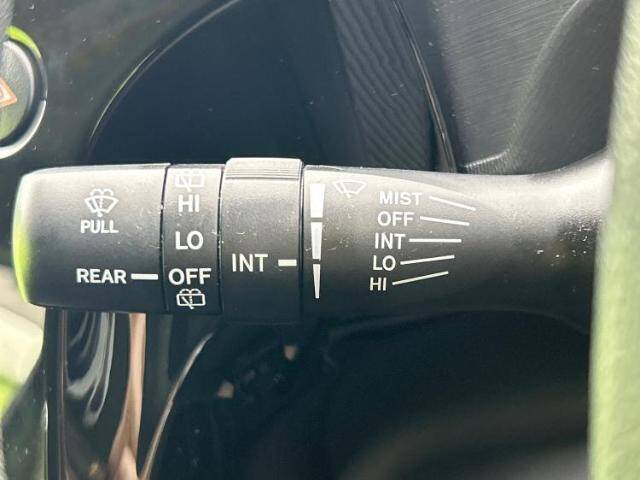 PULL
REAR
HI
LO
OFF
INT
MIST
OFF
INT
LO
HI